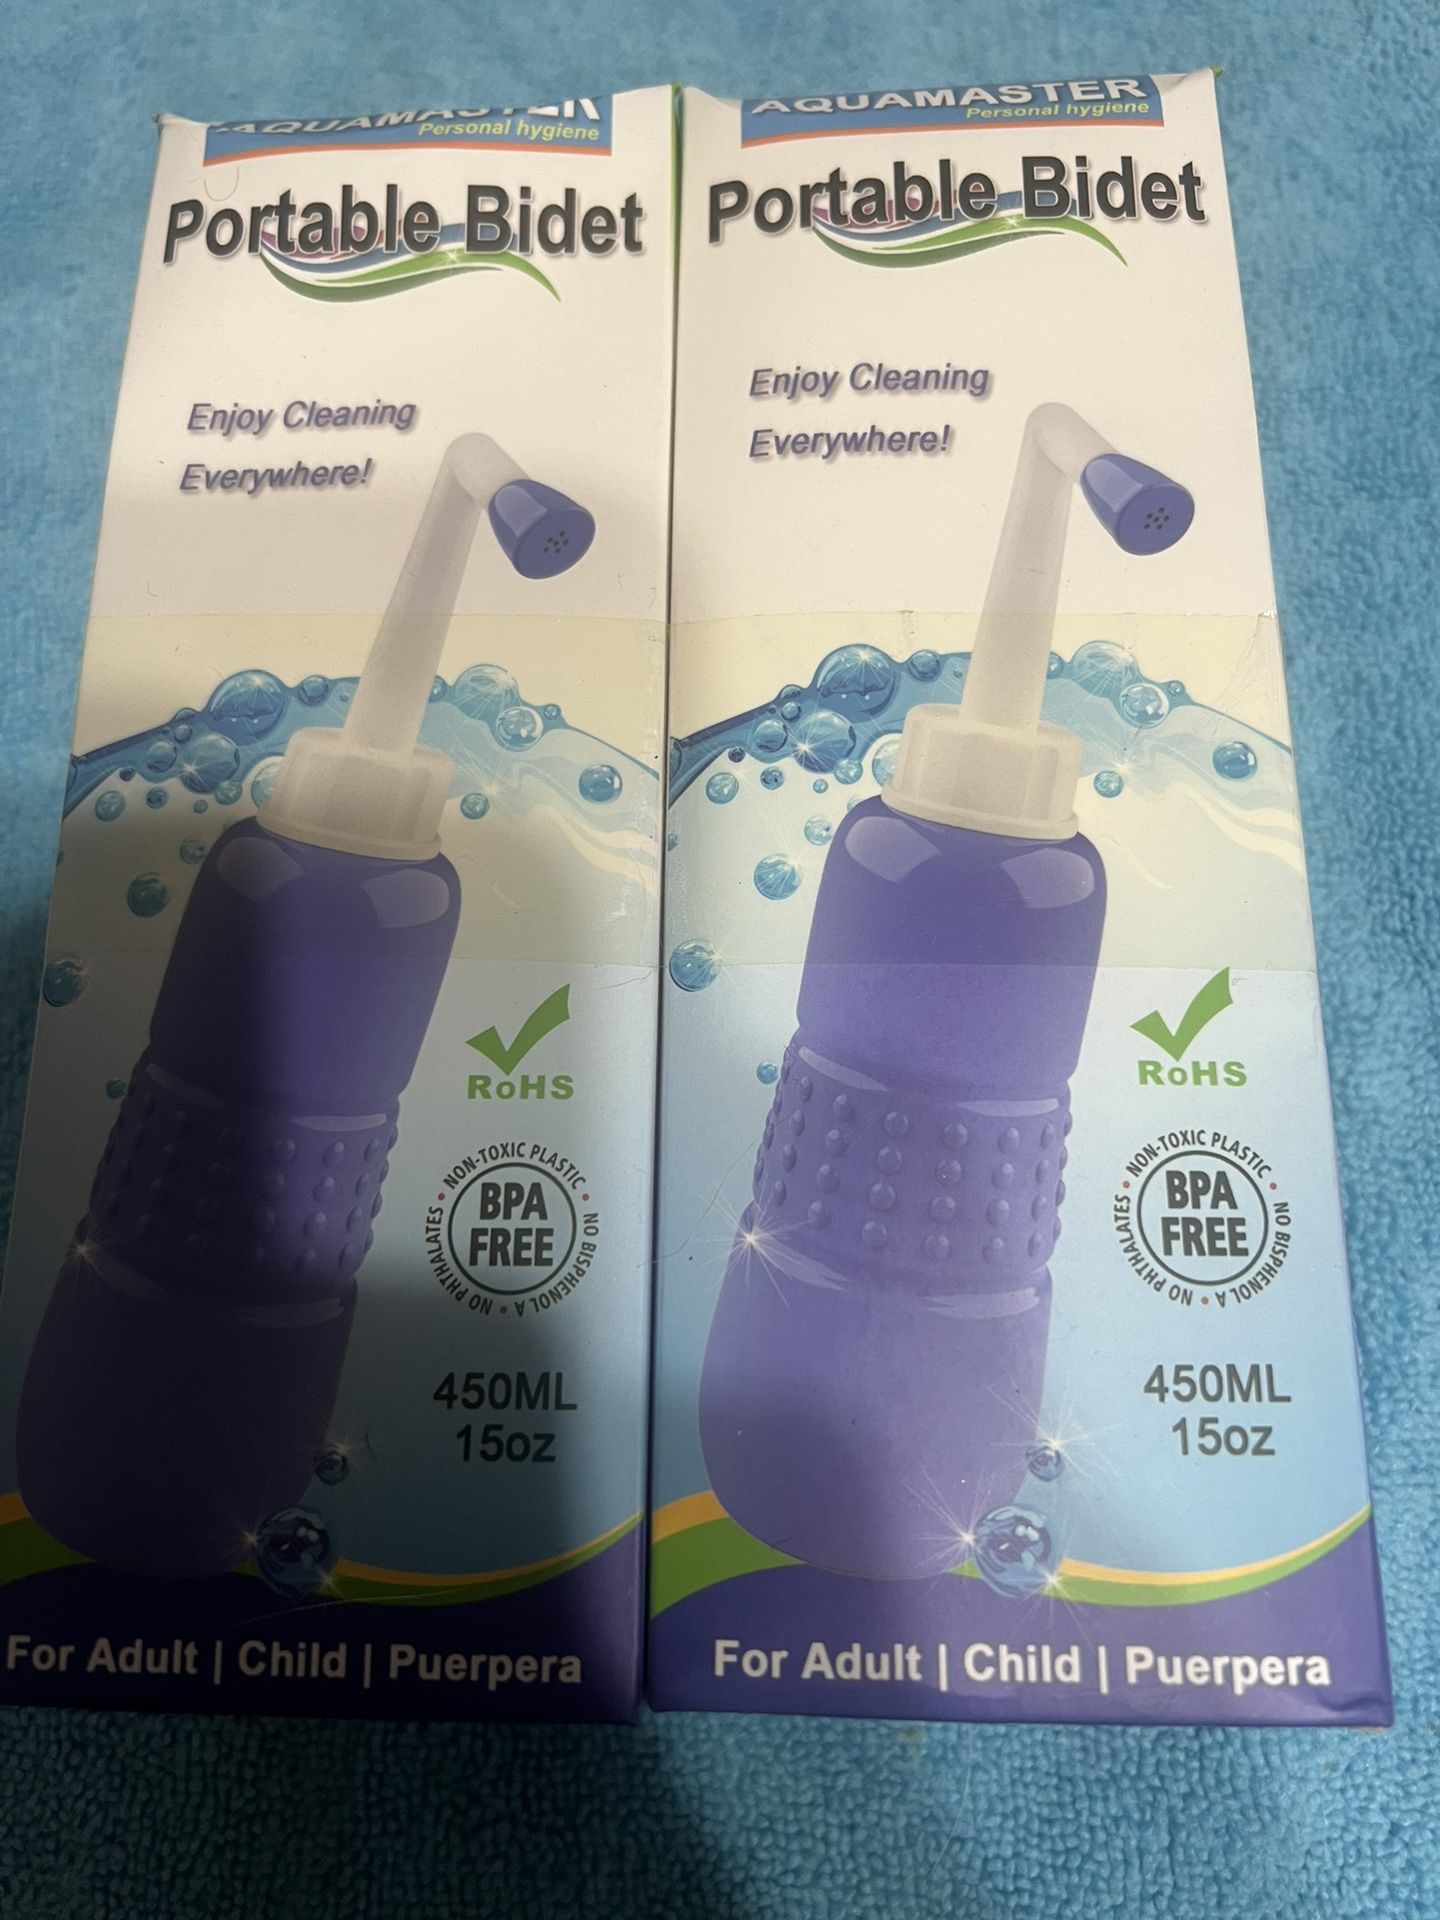 AQUAMASTER
Personal hygiene
Portable Bidet
Enjoy Cleaning
Everywhere!
RoHS
NON-TOXIC PLASTIC • NO BISPHENOL A • NO PHTHALATES •
BPA
FREE
450ML
15oz
For Adult | Child | Puerpera
AQUAMASTER
Personal hygiene
Portable Bidet
Enjoy Cleaning
Everywhere!
RoHS
NON-TOXIC PLASTIC • NO BISPHENOL A • NO PHTHALATES •
BPA
FREE
450ML
15oz
For Adult | Child | Puerpera